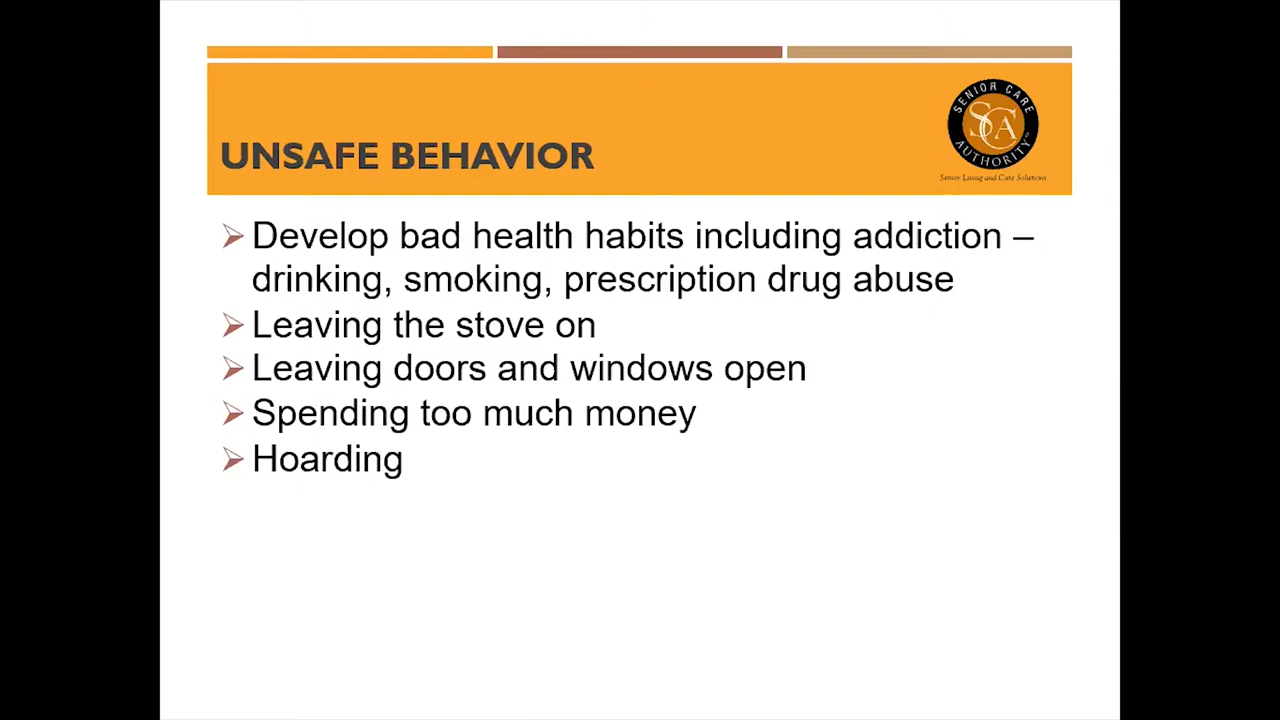 SENIOR CARE
SCA
AUTHORITY
Senior Living and Care Solutions
UNSAFE BEHAVIOR
Develop bad health habits including addiction –
drinking, smoking, prescription drug abuse
Leaving the stove on
Leaving doors and windows open
Spending too much money
Hoarding